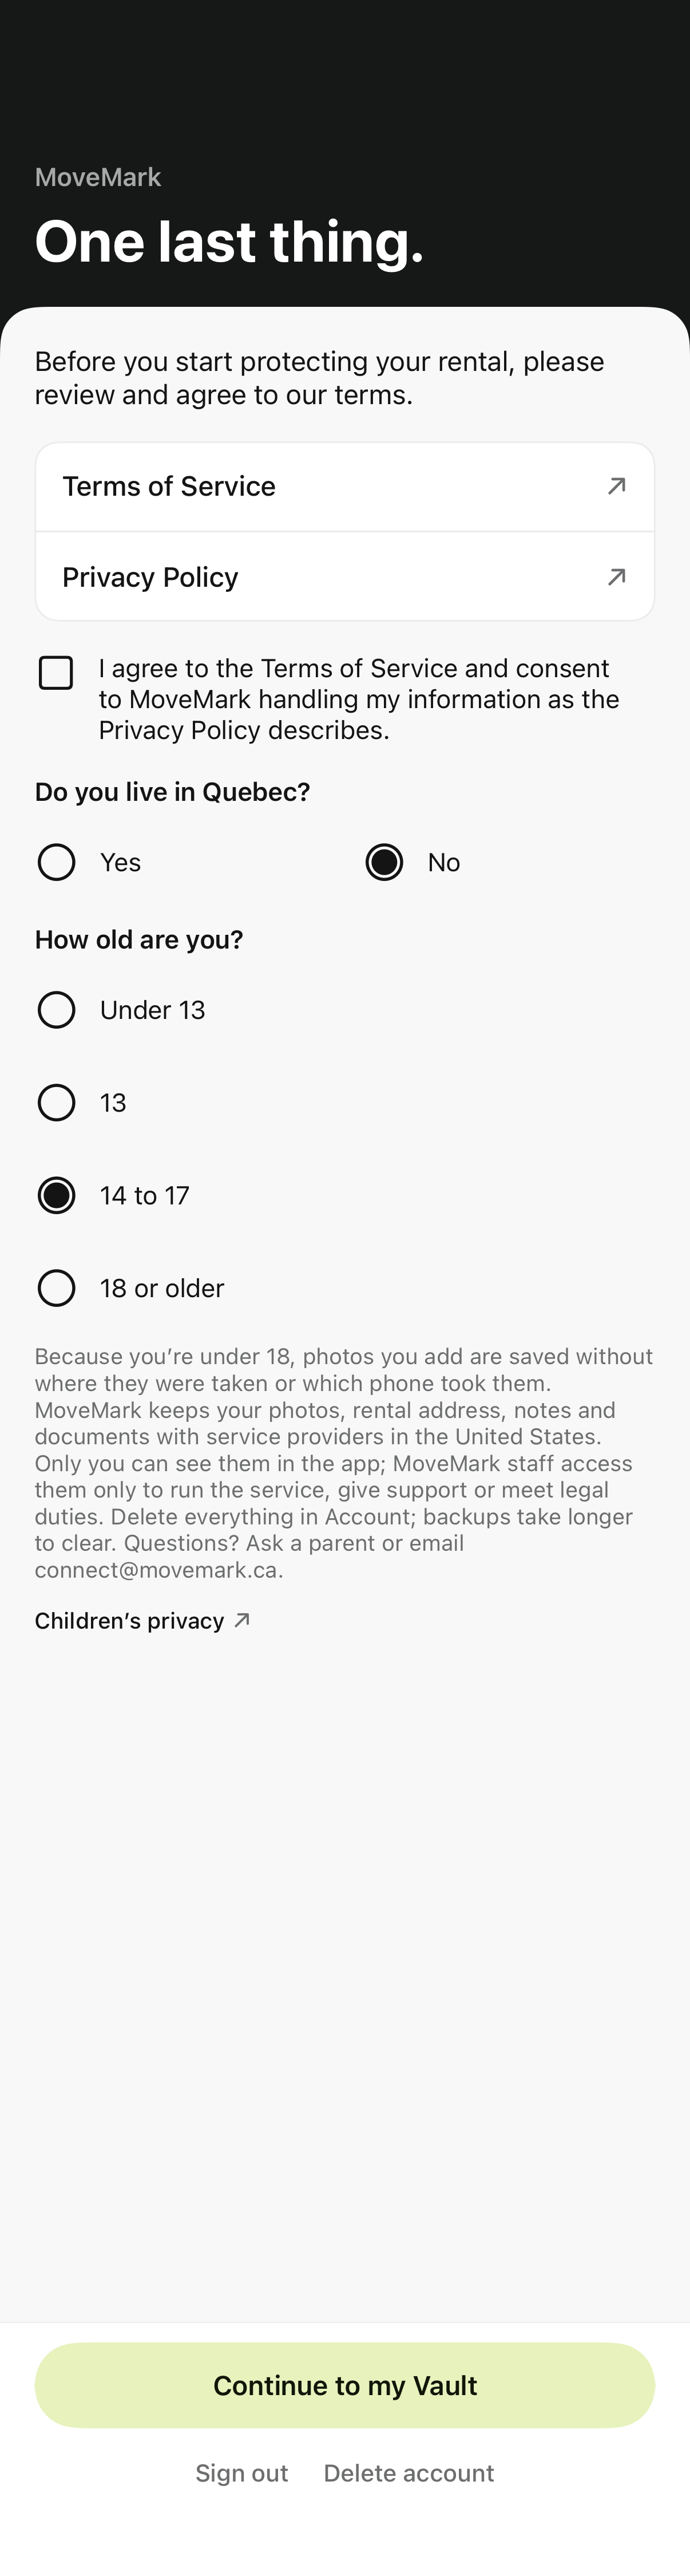 MoveMark
One last thing.
Before you start protecting your rental, please
review and agree to our terms.
Terms of Service
Privacy Policy
I agree to the Terms of Service and consent
to MoveMark handling my information as the
Privacy Policy describes.
Do you live in Quebec?
Yes
No
How old are you?
Under 13
13
14 to 17
18 or older
Because you’re under 18, photos you add are saved without
where they were taken or which phone took them.
MoveMark keeps your photos, rental address, notes and
documents with service providers in the United States.
Only you can see them in the app; MoveMark staff access
them only to run the service, give support or meet legal
duties. Delete everything in Account; backups take longer
to clear. Questions? Ask a parent or email
connect@movemark.ca.
Children’s privacy
Continue to my Vault
Sign out Delete account